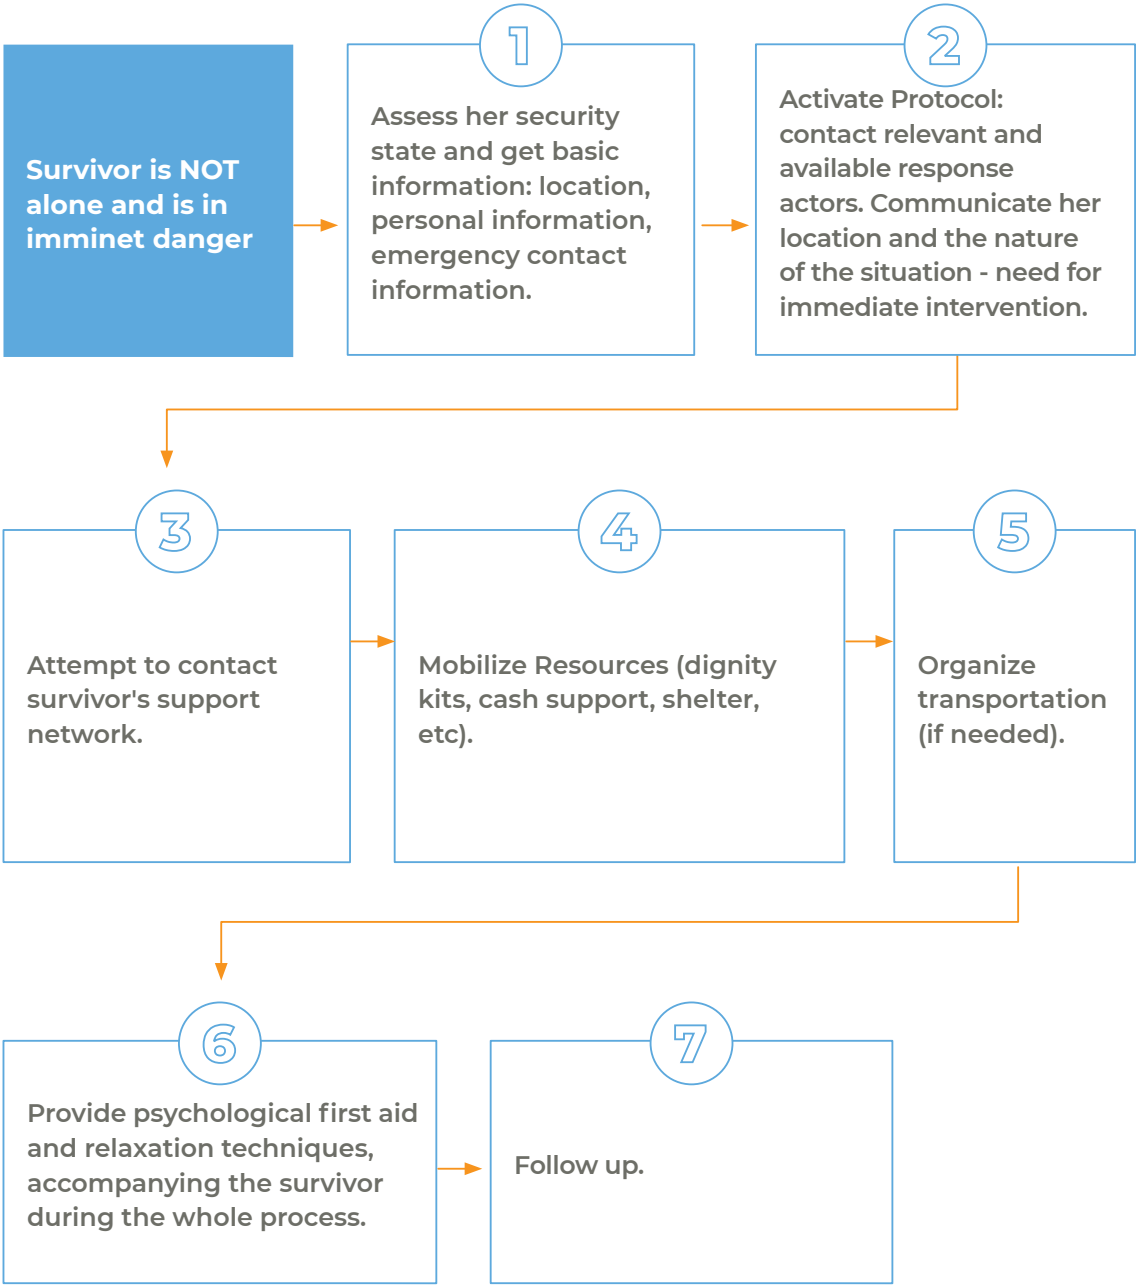 Survivor is NOT
alone and is in
imminet danger
1
Assess her security
state and get basic
information: location,
personal information,
emergency contact
information.
2
Activate Protocol:
contact relevant and
available response
actors. Communicate her
location and the nature
of the situation - need for
immediate intervention.
3
Attempt to contact
survivor's support
network.
4
Mobilize Resources (dignity
kits, cash support, shelter,
etc).
5
Organize
transportation
(if needed).
6
Provide psychological first aid
and relaxation techniques,
accompanying the survivor
during the whole process.
7
Follow up.